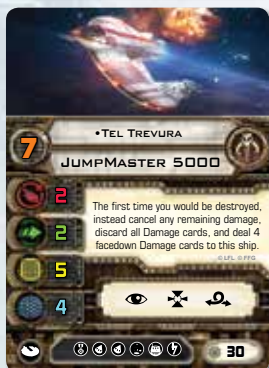 •Tel Trevura
7
JumpMaster 5000
2
The first time you would be destroyed,
instead cancel any remaining damage,
discard all Damage cards, and deal 4
facedown Damage cards to this ship.
© LFL © FFG
2
5
4
30